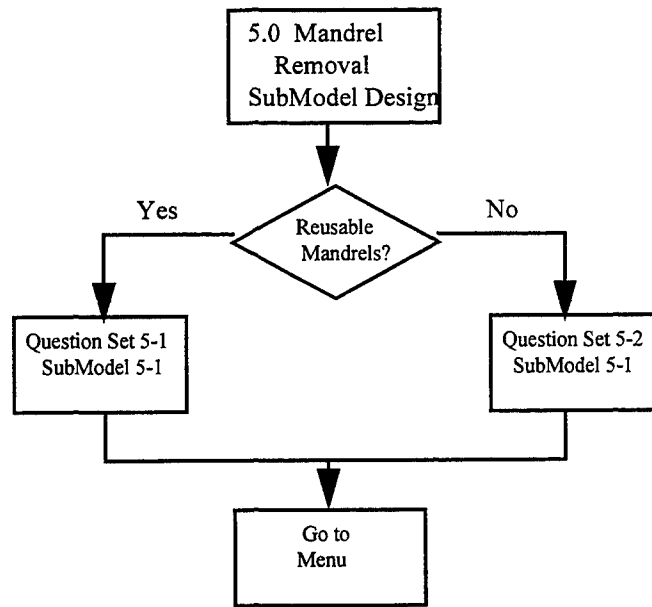 5.0 Mandrel
Removal
SubModel Design
Yes
No
Reusable
Mandrels?
Question Set 5-1
SubModel 5-1
Question Set 5-2
SubModel 5-1
Go to
Menu